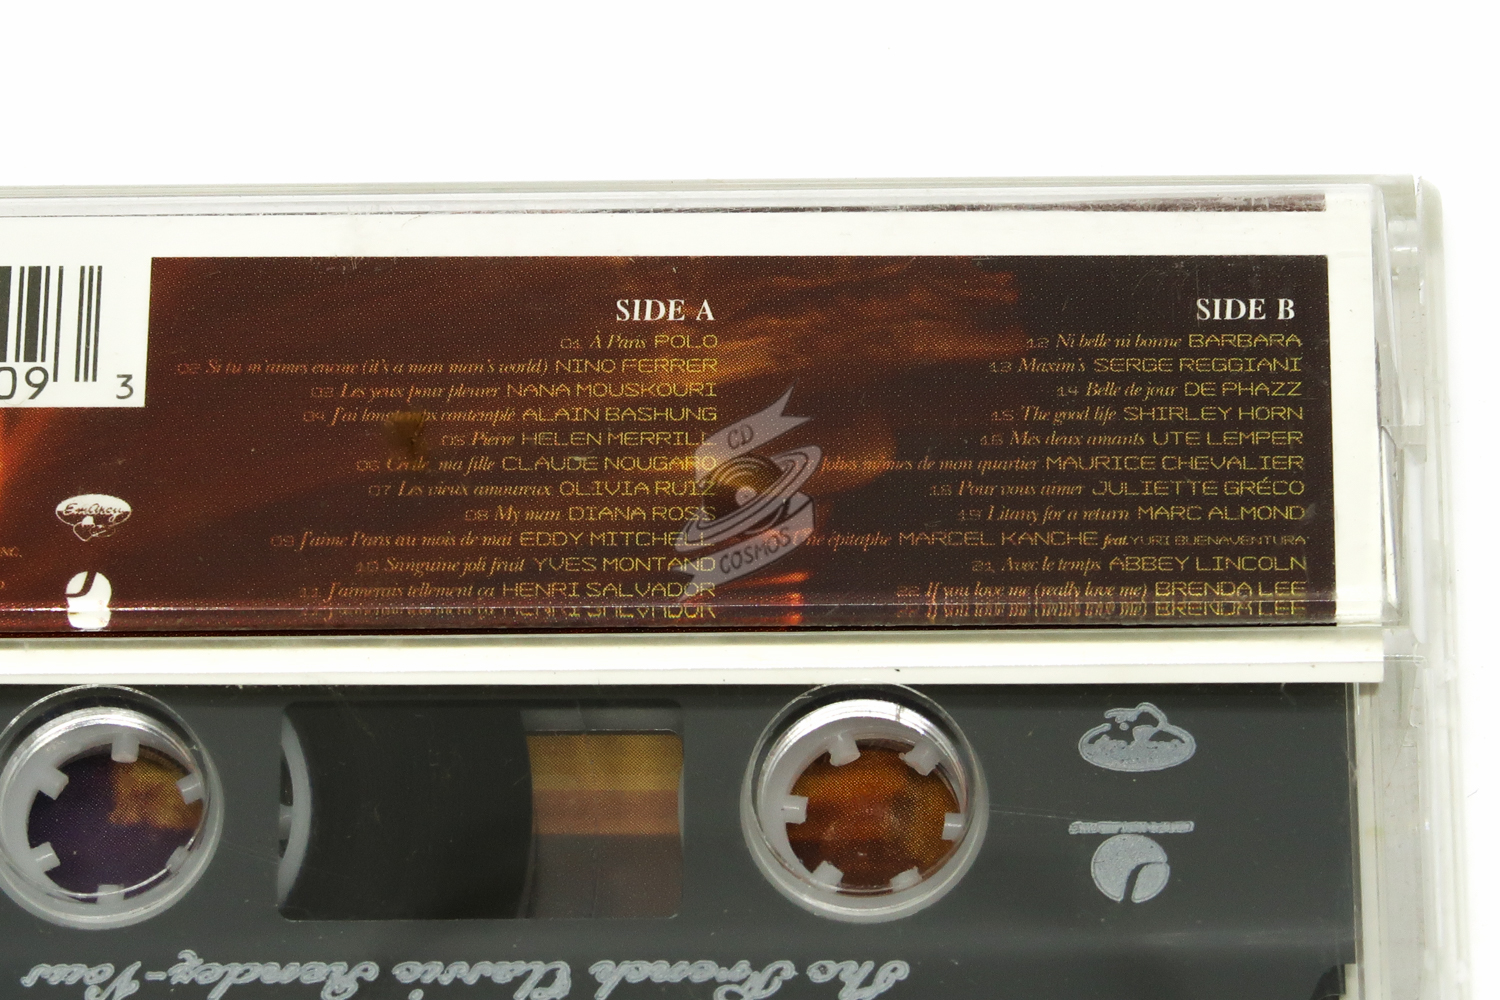 SIDE A
01 À Paris POLO
02 Si tu m'aimes encore (it's a man man's world) NINO FERRER
03 Les yeux pour pleurer NANA MOUSKOURI
04 J'ai longtemps contemplé ALAIN BASHUNG
05 Pierre HELEN MERRILL
06 Cécile, ma fille CLAUDE NOUGARO
07 Les vieux amoureux OLIVIA RUIZ
08 My man DIANA ROSS
09 J'aime Paris au mois de mai EDDY MITCHELL
10 Sanguine joli fruit YVES MONTAND
11 J'aimerais tellement ça HENRI SALVADOR
SIDE B
12 Ni belle ni bonne BARBARA
13 Maxim's SERGE REGGIANI
14 Belle de jour DE PHAZZ
15 The good life SHIRLEY HORN
16 Mes deux amants UTE LEMPER
Jolies mômes de mon quartier MAURICE CHEVALIER
18 Pour vous aimer JULIETTE GRÉCO
19 Litany for a return MARC ALMOND
épitaphe MARCEL KANCHE feat. YURI BUENAVENTURA
21 Avec le temps ABBEY LINCOLN
22 If you love me (really love me) BRENDA LEE
09 3
EmArcy
INC.
CD
COSMOS
The French Classic Rendez-Vous